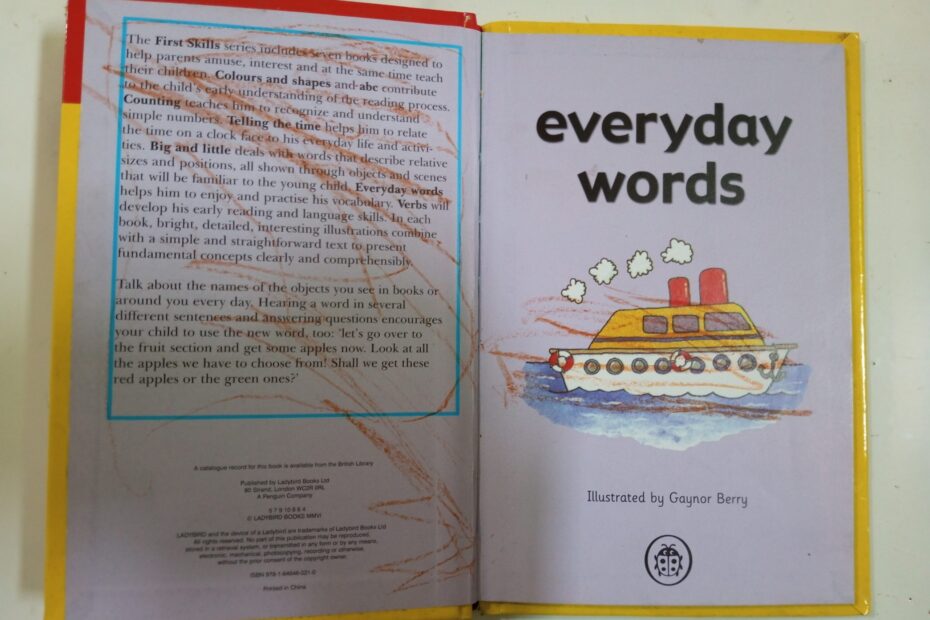 The First Skills series includes seven books designed to
help parents amuse, interest and at the same time teach
their children. Colours and shapes and abc contribute
to the child's early understanding of the reading process.
Counting teaches him to recognize and understand
simple numbers. Telling the time helps him to relate
the time on a clock face to his everyday life and activi-
ties. Big and little deals with words that describe relative
sizes and positions, all shown through objects and scenes
that will be familiar to the young child. Everyday words
helps him to enjoy and practise his vocabulary. Verbs will
develop his early reading and language skills. In each
book, bright, detailed, interesting illustrations combine
with a simple and straightforward text to present
fundamental concepts clearly and comprehensibly.
Talk about the names of the objects you see in books or
around you every day. Hearing a word in several
different sentences and answering questions encourages
your child to use the new word, too: 'let's go over to
the fruit section and get some apples now. Look at all
the apples we have to choose from! Shall we get these
red apples or the green ones?'
A catalogue record for this book is available from the British Library
Published by Ladybird Books Ltd
80 Strand, London WC2R 0RL
A Penguin Company
5 7 9 10 8 6 4
© LADYBIRD BOOKS MMVI
LADYBIRD and the device of a Ladybird are trademarks of Ladybird Books Ltd
All rights reserved. No part of this publication may be reproduced,
stored in a retrieval system, or transmitted in any form or by any means,
electronic, mechanical, photocopying, recording or otherwise,
without the prior consent of the copyright owner.
ISBN
Printed in China
everyday
words
Illustrated by Gaynor Berry